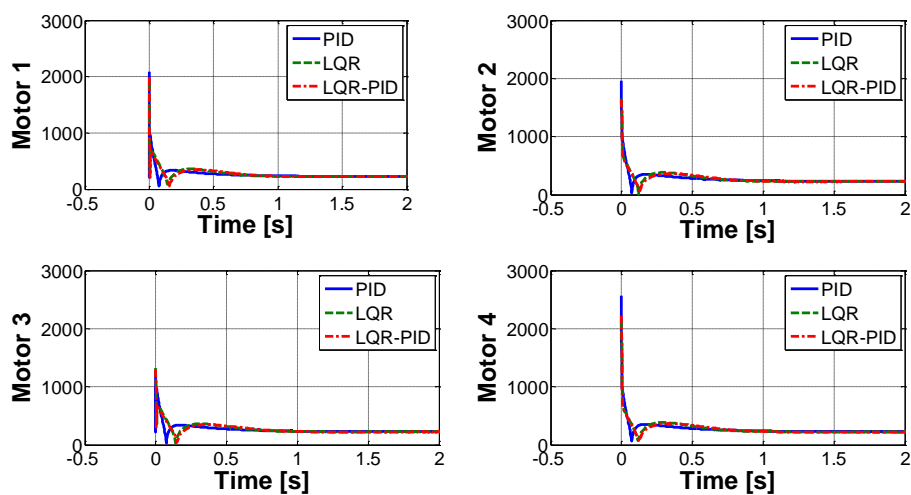 Motor 1
3000
2000
1000
0
-0.5 0 0.5 1 1.5 2
Time [s]
PID
LQR
LQR-PID
Motor 2
3000
2000
1000
0
-0.5 0 0.5 1 1.5 2
Time [s]
PID
LQR
LQR-PID
Motor 3
3000
2000
1000
0
-0.5 0 0.5 1 1.5 2
Time [s]
PID
LQR
LQR-PID
Motor 4
3000
2000
1000
0
-0.5 0 0.5 1 1.5 2
Time [s]
PID
LQR
LQR-PID